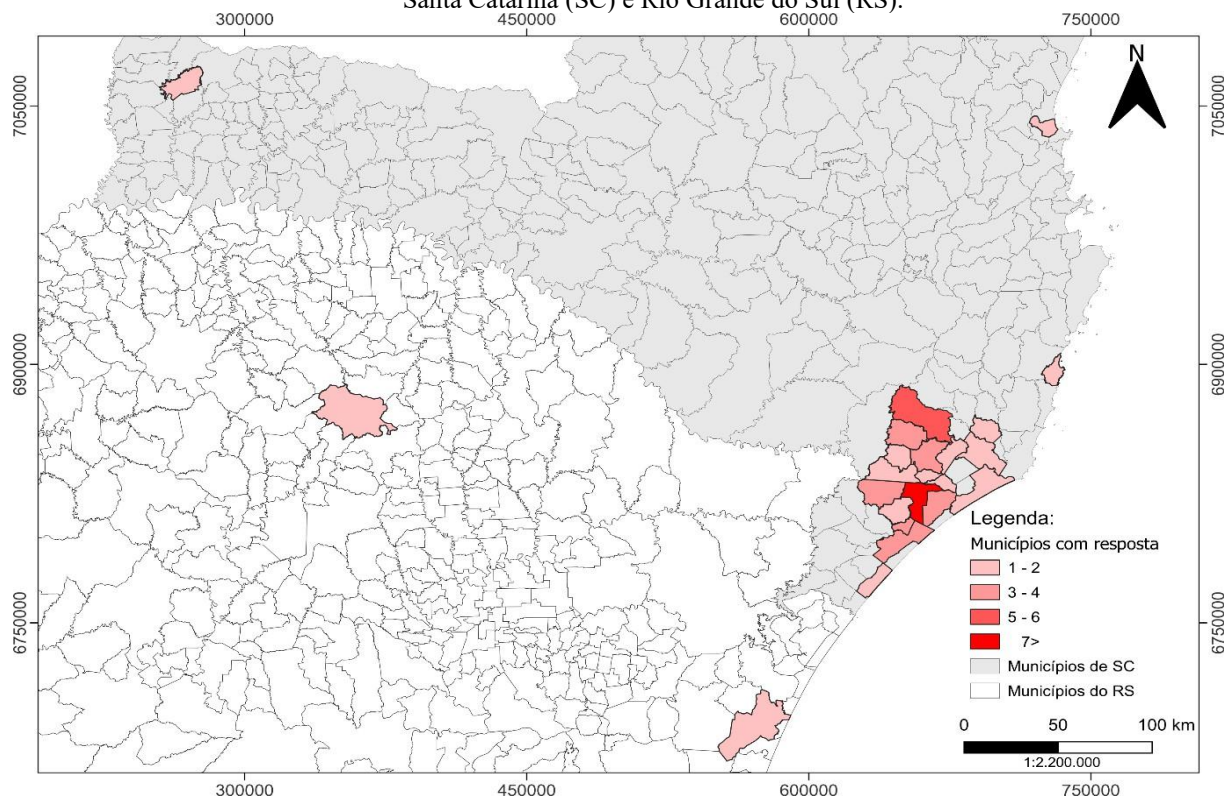 Santa Catarina (SC) e Rio Grande do Sul (RS).
300000 450000 600000 750000
N
7050000 7050000
6900000 6900000
Legenda:
Municípios com resposta
1 - 2
3 - 4
5 - 6
7>
6750000 6750000
Municípios de SC
Municípios do RS
0 50 100 km
1:2.200.000
300000 450000 600000 750000